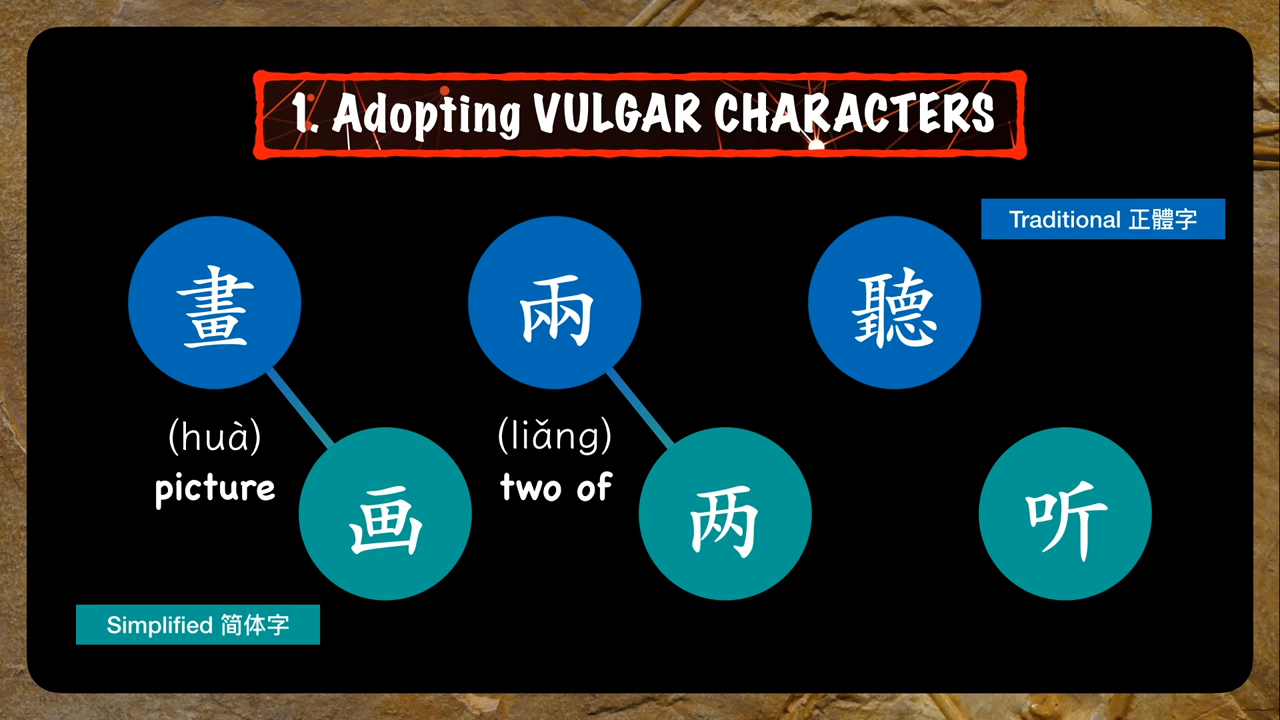 1. Adopting VULGAR CHARACTERS
Traditional 正體字
畫
兩
聽
(huà)
picture
(liǎng)
two of
画
两
听
Simplified 简体字